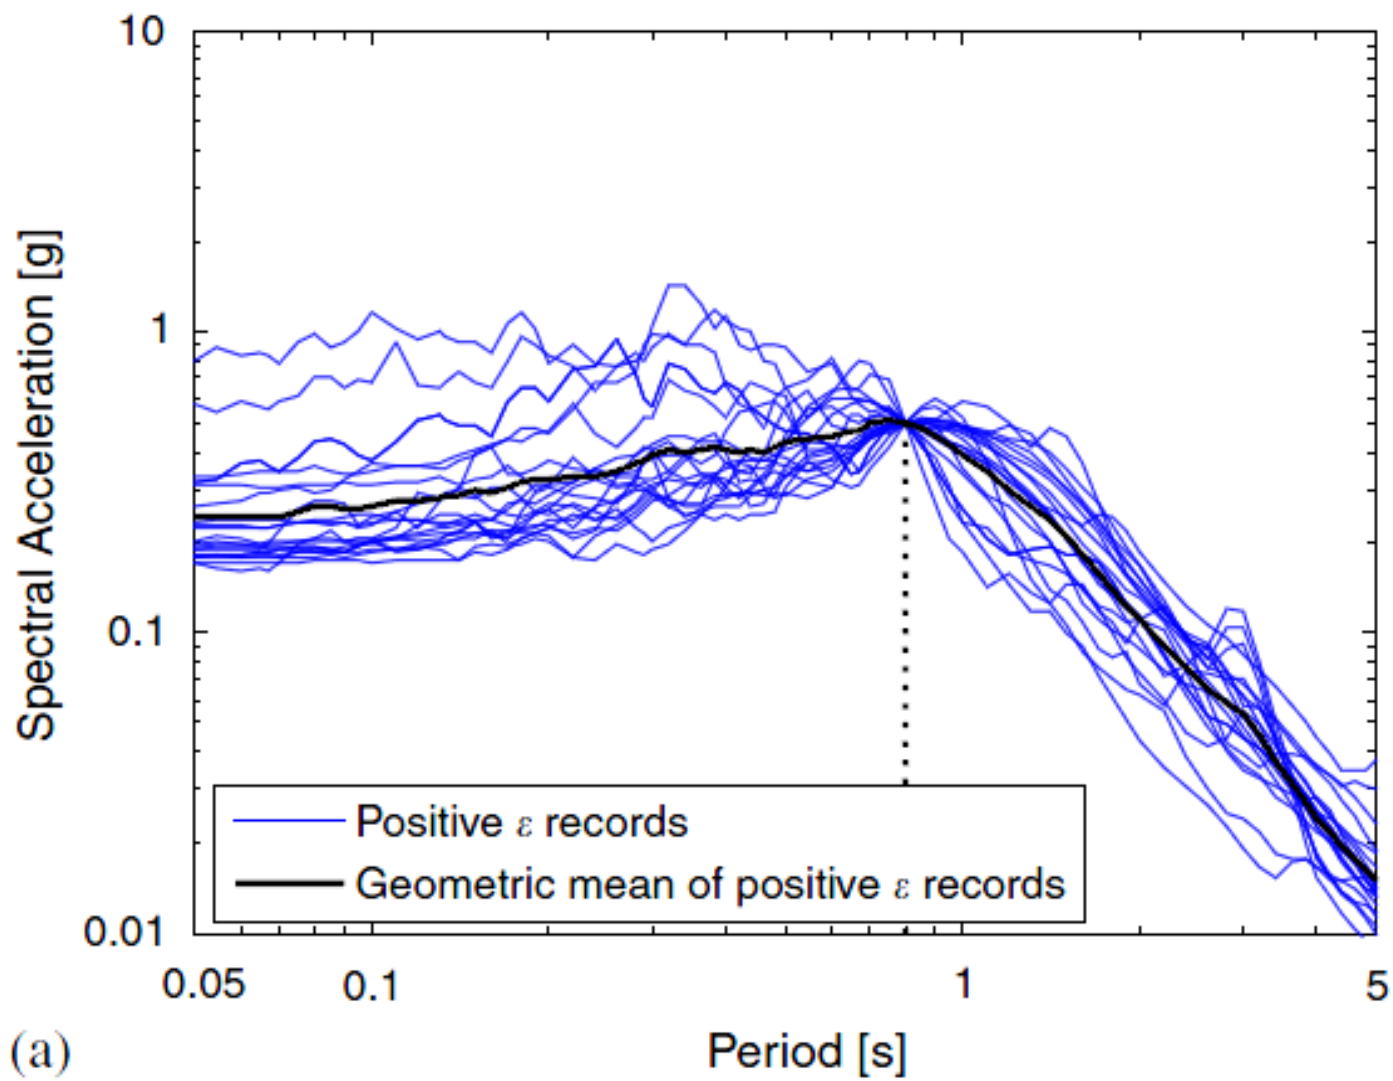 10
1
0.1
0.01
Spectral Acceleration [g]
Positive ε records
Geometric mean of positive ε records
0.05 0.1 1 5
Period [s]
(a)